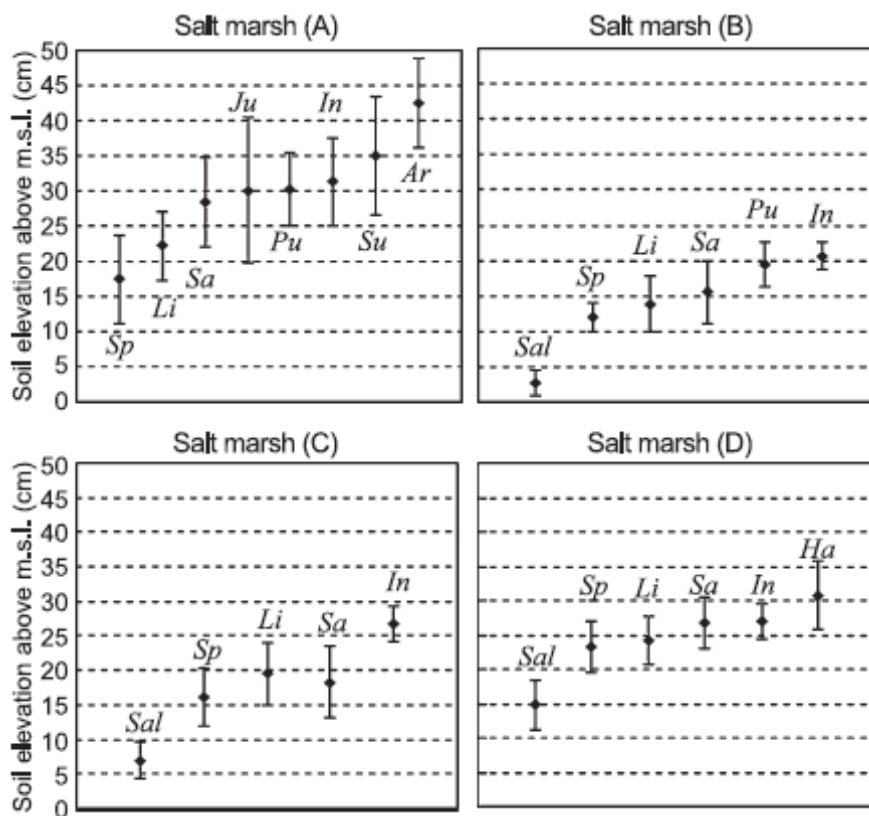 Salt marsh (A)
Salt marsh (B)
Soil elevation above m.s.l. (cm)
50
45
40
35
30
25
20
15
10
5
0
Sp
Li
Sa
Ju
Pu
In
Su
Ar
Sal
Sp
Li
Sa
Pu
In
Salt marsh (C)
Salt marsh (D)
Soil elevation above m.s.l. (cm)
50
45
40
35
30
25
20
15
10
5
0
Sal
Sp
Li
Sa
In
Sal
Sp
Li
Sa
In
Ha